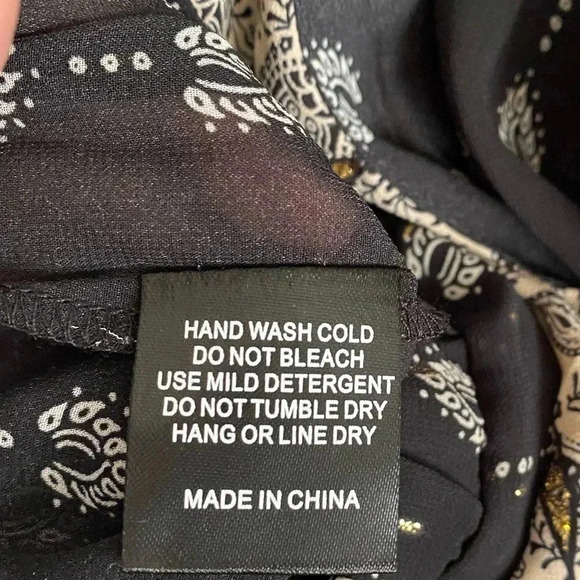 HAND WASH COLD
DO NOT BLEACH
USE MILD DETERGENT
DO NOT TUMBLE DRY
HANG OR LINE DRY
MADE IN CHINA